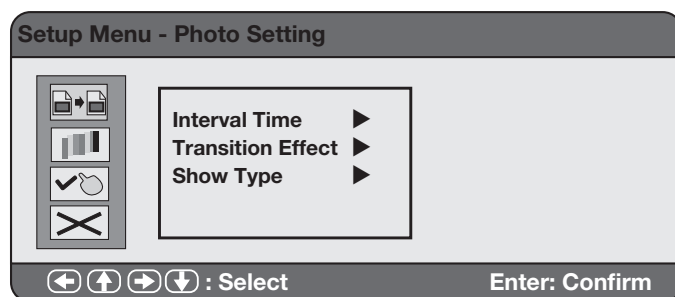 Setup Menu - Photo Setting
Interval Time
Transition Effect
Show Type
: Select Enter: Confirm